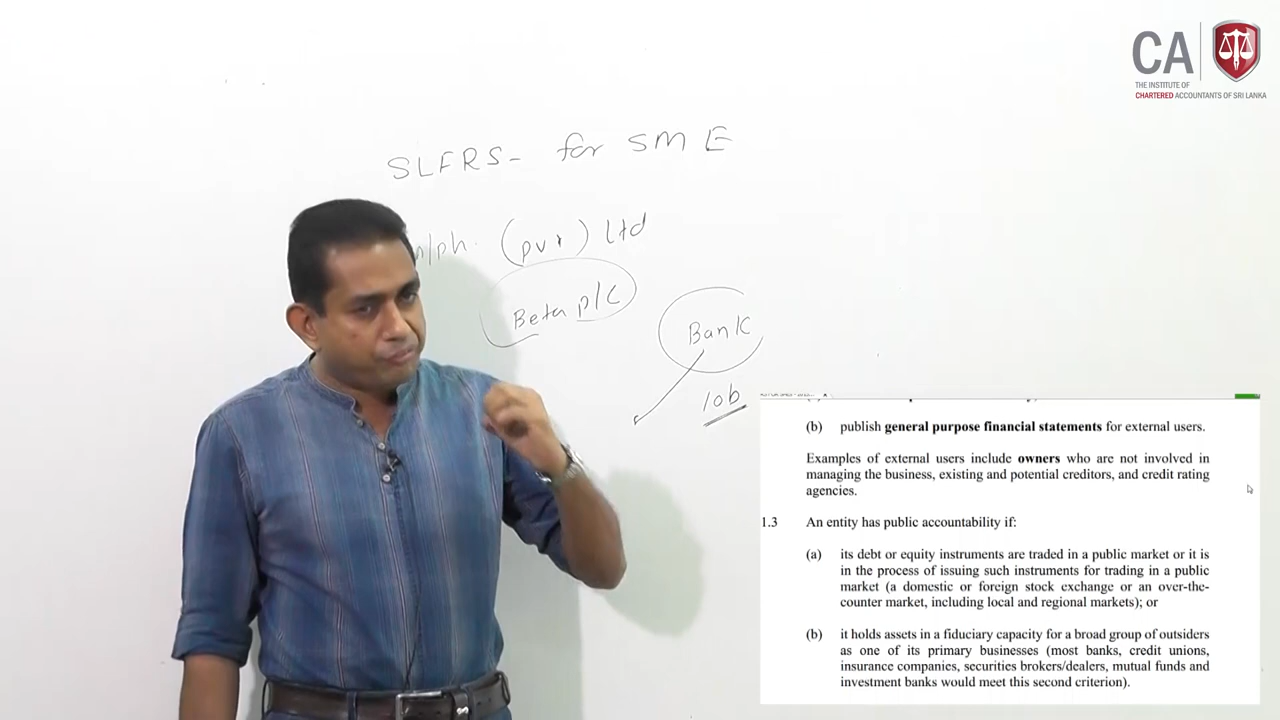 CA
THE INSTITUTE OF
CHARTERED ACCOUNTANTS OF SRI LANKA
SLFRS- for SME
(pvt) Ltd
Beta plc
Bank
10b
(b) publish general purpose financial statements for external users.
Examples of external users include owners who are not involved in
managing the business, existing and potential creditors, and credit rating
agencies.
1.3 An entity has public accountability if:
(a) its debt or equity instruments are traded in a public market or it is
in the process of issuing such instruments for trading in a public
market (a domestic or foreign stock exchange or an over-the-
counter market, including local and regional markets); or
(b) it holds assets in a fiduciary capacity for a broad group of outsiders
as one of its primary businesses (most banks, credit unions,
insurance companies, securities brokers/dealers, mutual funds and
investment banks would meet this second criterion).